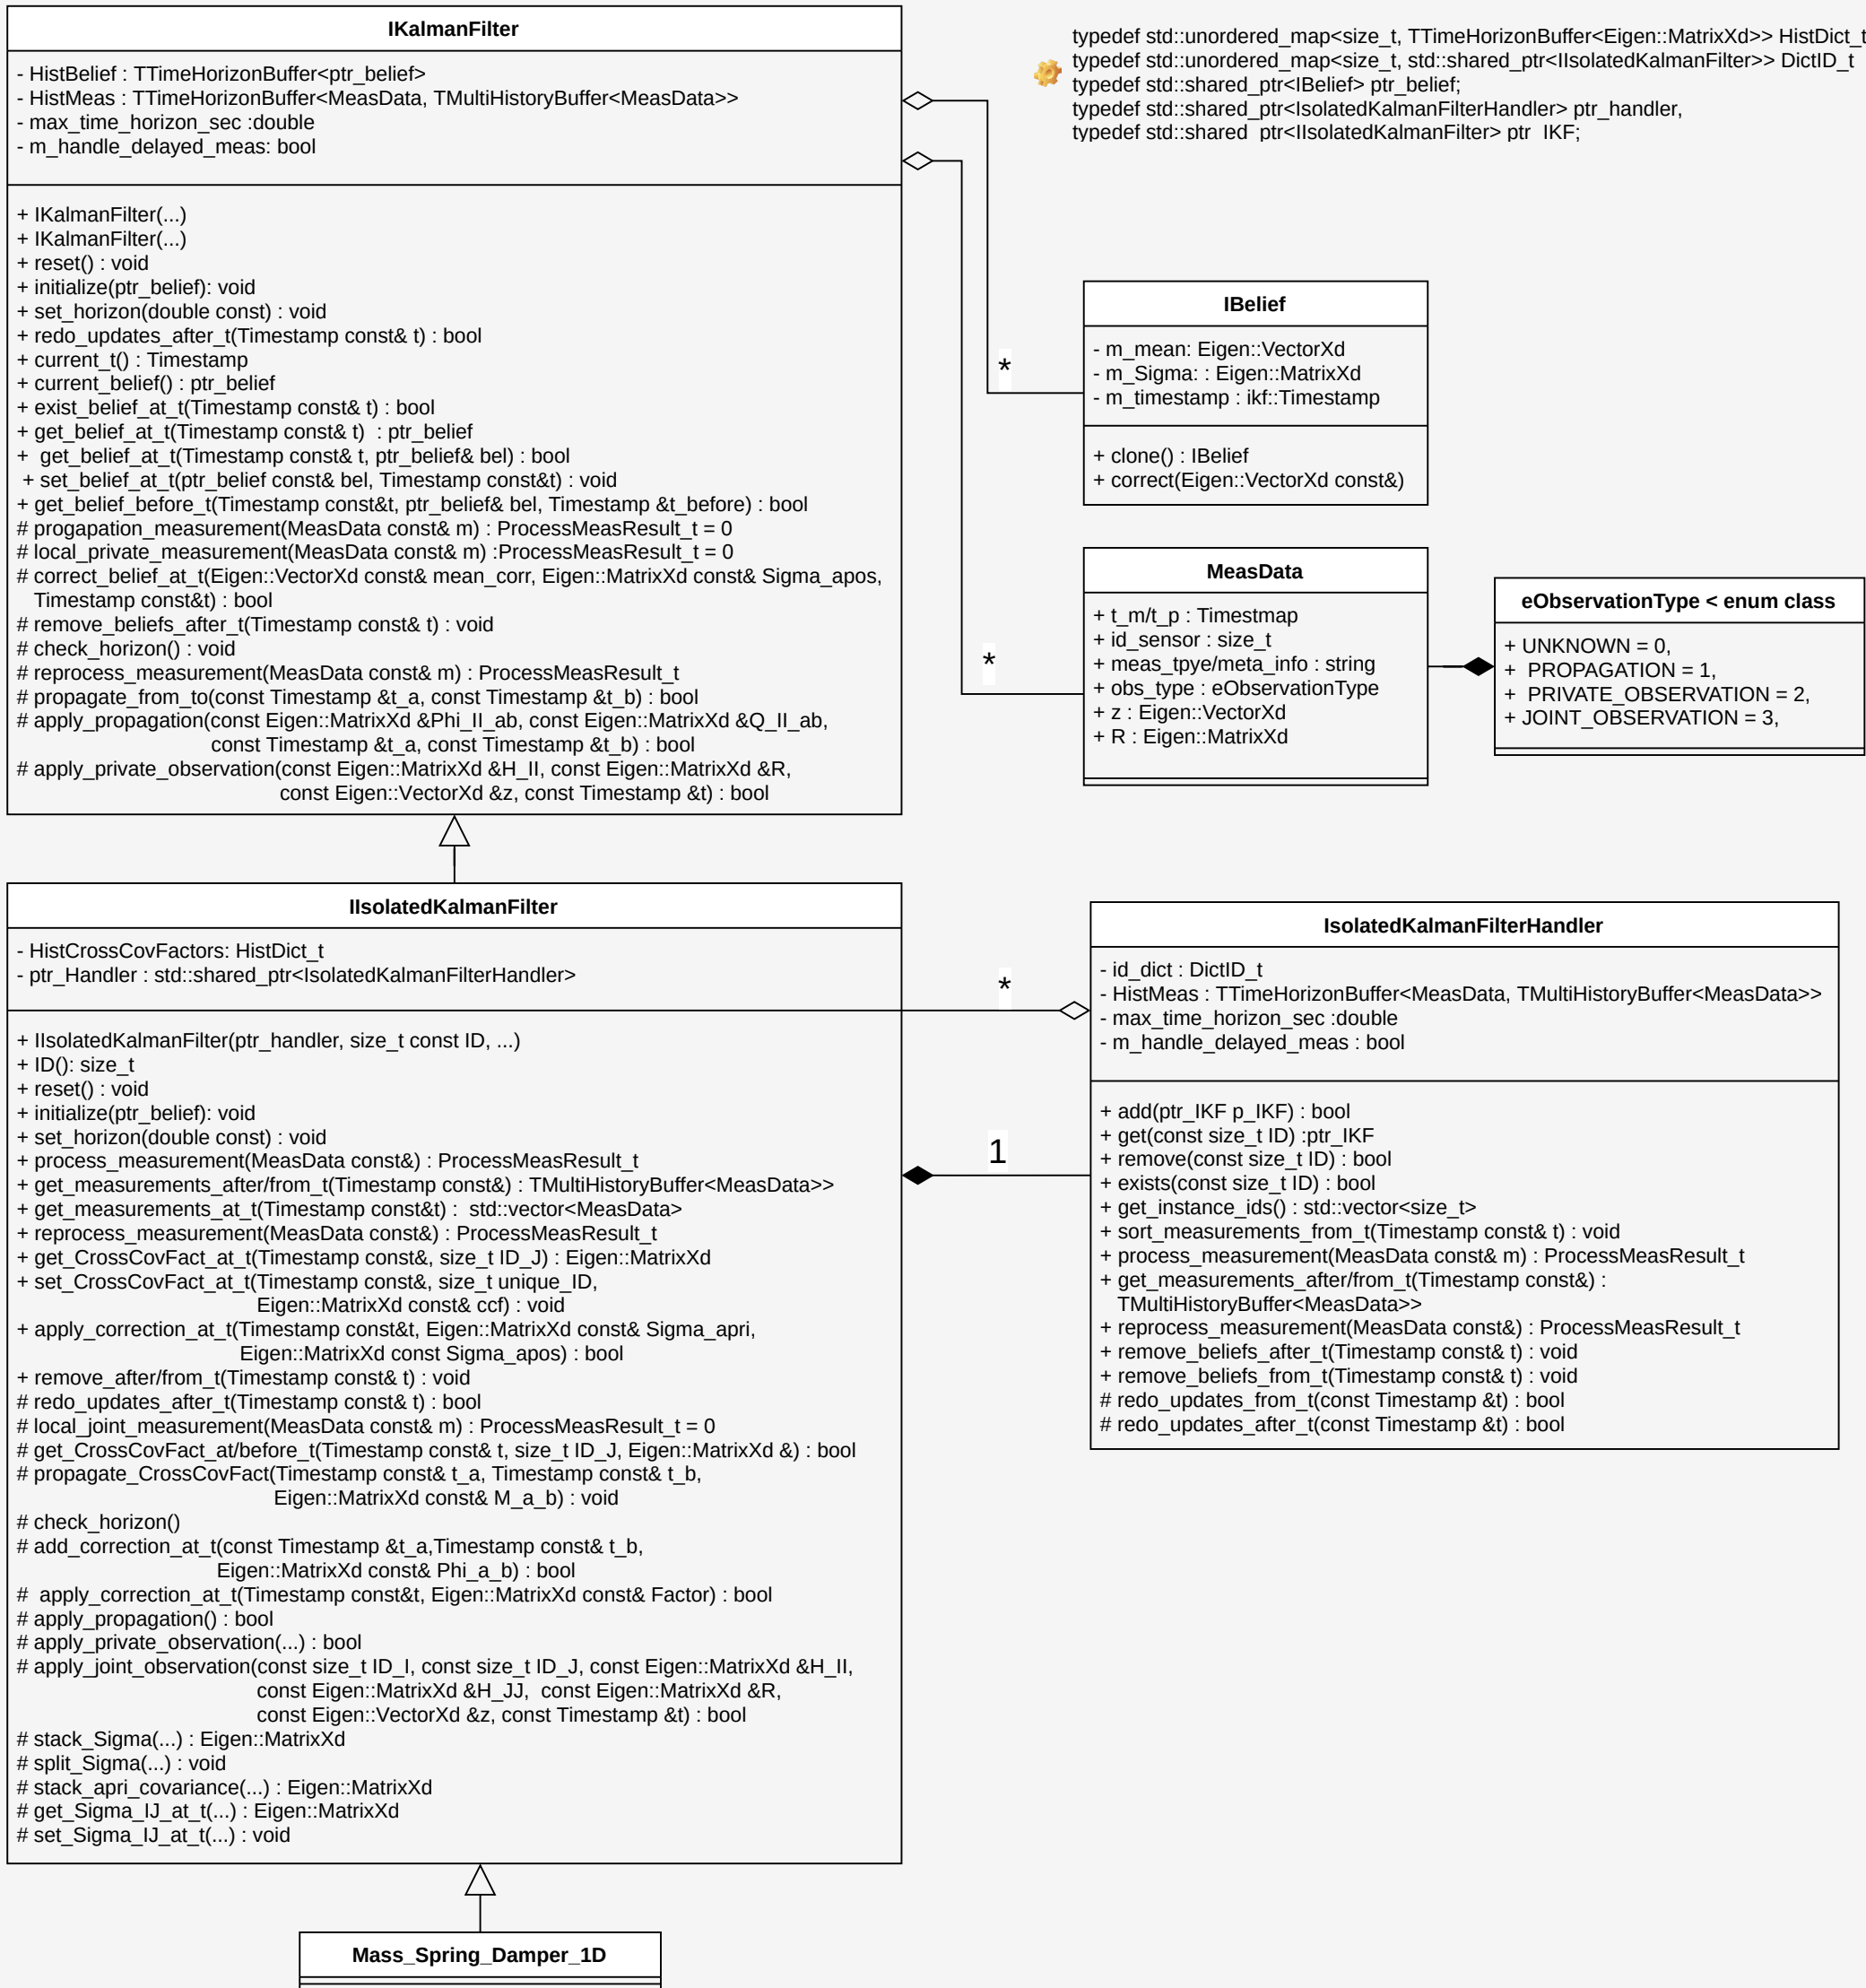 IKalmanFilter
- HistBelief : TTimeHorizonBuffer<ptr_belief>
- HistMeas : TTimeHorizonBuffer<MeasData, TMultiHistoryBuffer<MeasData>>
- max_time_horizon_sec :double
- m_handle_delayed_meas: bool
+ IKalmanFilter(...)
+ IKalmanFilter(...)
+ reset() : void
+ initialize(ptr_belief): void
+ set_horizon(double const) : void
+ redo_updates_after_t(Timestamp const& t) : bool
+ current_t() : Timestamp
+ current_belief() : ptr_belief
+ exist_belief_at_t(Timestamp const& t) : bool
+ get_belief_at_t(Timestamp const& t)  : ptr_belief
+  get_belief_at_t(Timestamp const& t, ptr_belief& bel) : bool
+ set_belief_at_t(ptr_belief const& bel, Timestamp const&t) : void
+ get_belief_before_t(Timestamp const&t, ptr_belief& bel, Timestamp &t_before) : bool
# progapation_measurement(MeasData const& m) : ProcessMeasResult_t = 0
# local_private_measurement(MeasData const& m) :ProcessMeasResult_t = 0
# correct_belief_at_t(Eigen::VectorXd const& mean_corr, Eigen::MatrixXd const& Sigma_apos,
Timestamp const&t) : bool
# remove_beliefs_after_t(Timestamp const& t) : void
# check_horizon() : void
# reprocess_measurement(MeasData const& m) : ProcessMeasResult_t
# propagate_from_to(const Timestamp &t_a, const Timestamp &t_b) : bool
# apply_propagation(const Eigen::MatrixXd &Phi_II_ab, const Eigen::MatrixXd &Q_II_ab,
const Timestamp &t_a, const Timestamp &t_b) : bool
# apply_private_observation(const Eigen::MatrixXd &H_II, const Eigen::MatrixXd &R,
const Eigen::VectorXd &z, const Timestamp &t) : bool
typedef std::unordered_map<size_t, TTimeHorizonBuffer<Eigen::MatrixXd>> HistDict_t
typedef std::unordered_map<size_t, std::shared_ptr<IIsolatedKalmanFilter>> DictID_t
typedef std::shared_ptr<IBelief> ptr_belief;
typedef std::shared_ptr<IsolatedKalmanFilterHandler> ptr_handler,
typedef std::shared_ptr<IIsolatedKalmanFilter> ptr_IKF;
*
IBelief
- m_mean: Eigen::VectorXd
- m_Sigma: : Eigen::MatrixXd
- m_timestamp : ikf::Timestamp
+ clone() : IBelief
+ correct(Eigen::VectorXd const&)
*
MeasData
+ t_m/t_p : Timestmap
+ id_sensor : size_t
+ meas_tpye/meta_info : string
+ obs_type : eObservationType
+ z : Eigen::VectorXd
+ R : Eigen::MatrixXd
eObservationType < enum class
+ UNKNOWN = 0,
+  PROPAGATION = 1,
+  PRIVATE_OBSERVATION = 2,
+ JOINT_OBSERVATION = 3,
IIsolatedKalmanFilter
- HistCrossCovFactors: HistDict_t
- ptr_Handler : std::shared_ptr<IsolatedKalmanFilterHandler>
+ IIsolatedKalmanFilter(ptr_handler, size_t const ID, ...)
+ ID(): size_t
+ reset() : void
+ initialize(ptr_belief): void
+ set_horizon(double const) : void
+ process_measurement(MeasData const&) : ProcessMeasResult_t
+ get_measurements_after/from_t(Timestamp const&) : TMultiHistoryBuffer<MeasData>>
+ get_measurements_at_t(Timestamp const&t) :  std::vector<MeasData>
+ reprocess_measurement(MeasData const&) : ProcessMeasResult_t
+ get_CrossCovFact_at_t(Timestamp const&, size_t ID_J) : Eigen::MatrixXd
+ set_CrossCovFact_at_t(Timestamp const&, size_t unique_ID,
Eigen::MatrixXd const& ccf) : void
+ apply_correction_at_t(Timestamp const&t, Eigen::MatrixXd const& Sigma_apri,
Eigen::MatrixXd const Sigma_apos) : bool
+ remove_after/from_t(Timestamp const& t) : void
# redo_updates_after_t(Timestamp const& t) : bool
# local_joint_measurement(MeasData const& m) : ProcessMeasResult_t = 0
# get_CrossCovFact_at/before_t(Timestamp const& t, size_t ID_J, Eigen::MatrixXd &) : bool
# propagate_CrossCovFact(Timestamp const& t_a, Timestamp const& t_b,
Eigen::MatrixXd const& M_a_b) : void
# check_horizon()
# add_correction_at_t(const Timestamp &t_a,Timestamp const& t_b,
Eigen::MatrixXd const& Phi_a_b) : bool
#  apply_correction_at_t(Timestamp const&t, Eigen::MatrixXd const& Factor) : bool
# apply_propagation() : bool
# apply_private_observation(...) : bool
# apply_joint_observation(const size_t ID_I, const size_t ID_J, const Eigen::MatrixXd &H_II,
const Eigen::MatrixXd &H_JJ,  const Eigen::MatrixXd &R,
const Eigen::VectorXd &z, const Timestamp &t) : bool
# stack_Sigma(...) : Eigen::MatrixXd
# split_Sigma(...) : void
# stack_apri_covariance(...) : Eigen::MatrixXd
# get_Sigma_IJ_at_t(...) : Eigen::MatrixXd
# set_Sigma_IJ_at_t(...) : void
*
1
IsolatedKalmanFilterHandler
- id_dict : DictID_t
- HistMeas : TTimeHorizonBuffer<MeasData, TMultiHistoryBuffer<MeasData>>
- max_time_horizon_sec :double
- m_handle_delayed_meas : bool
+ add(ptr_IKF p_IKF) : bool
+ get(const size_t ID) :ptr_IKF
+ remove(const size_t ID) : bool
+ exists(const size_t ID) : bool
+ get_instance_ids() : std::vector<size_t>
+ sort_measurements_from_t(Timestamp const& t) : void
+ process_measurement(MeasData const& m) : ProcessMeasResult_t
+ get_measurements_after/from_t(Timestamp const&) :
TMultiHistoryBuffer<MeasData>>
+ reprocess_measurement(MeasData const&) : ProcessMeasResult_t
+ remove_beliefs_after_t(Timestamp const& t) : void
+ remove_beliefs_from_t(Timestamp const& t) : void
# redo_updates_from_t(const Timestamp &t) : bool
# redo_updates_after_t(const Timestamp &t) : bool
Mass_Spring_Damper_1D